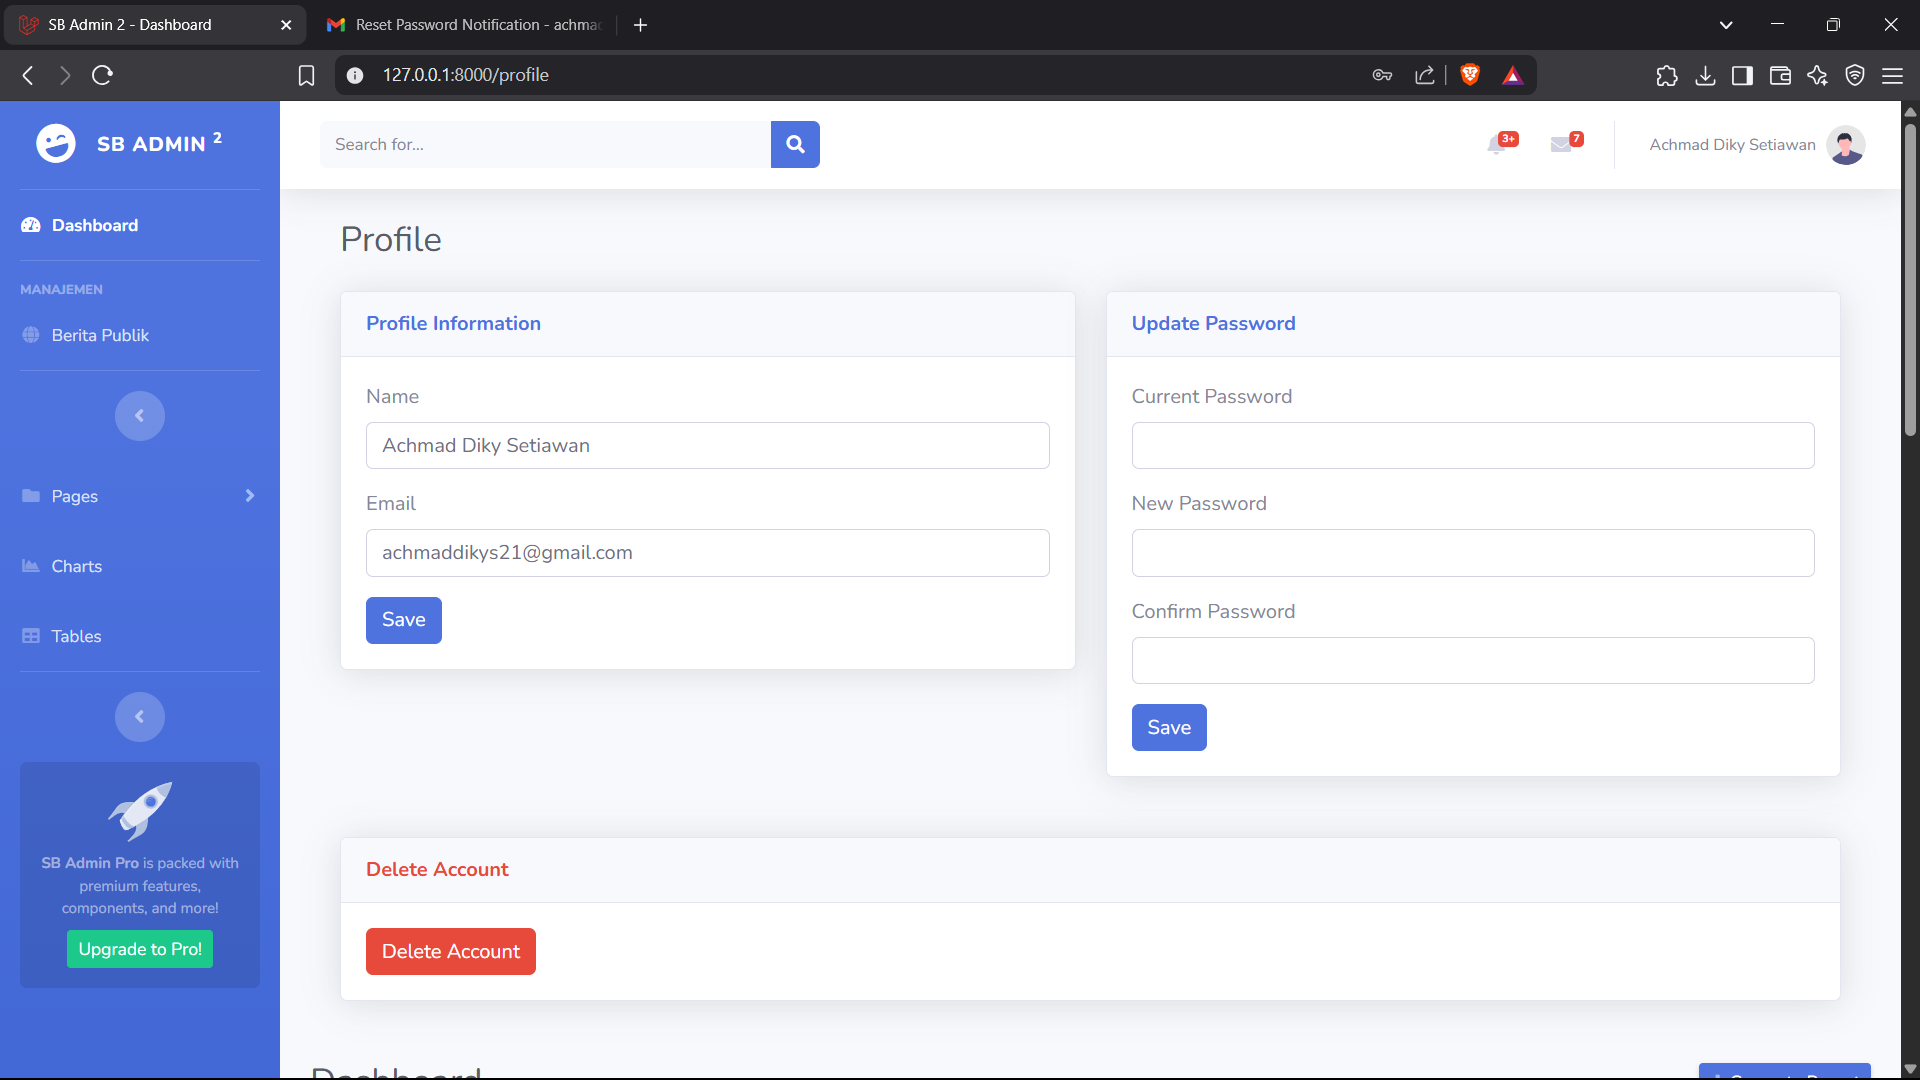 SB Admin 2 - Dashboard
Reset Password Notification - achma
127.0.0.1:8000/profile
SB ADMIN 2
Search for...
3+
7
Achmad Diky Setiawan
Dashboard
MANAJEMEN
Berita Publik
Pages
Charts
Tables
SB Admin Pro is packed with
premium features,
components, and more!
Upgrade to Pro!
Profile
Profile Information
Name
Achmad Diky Setiawan
Email
achmaddikys21@gmail.com
Save
Update Password
Current Password
New Password
Confirm Password
Save
Delete Account
Delete Account
Dashboard